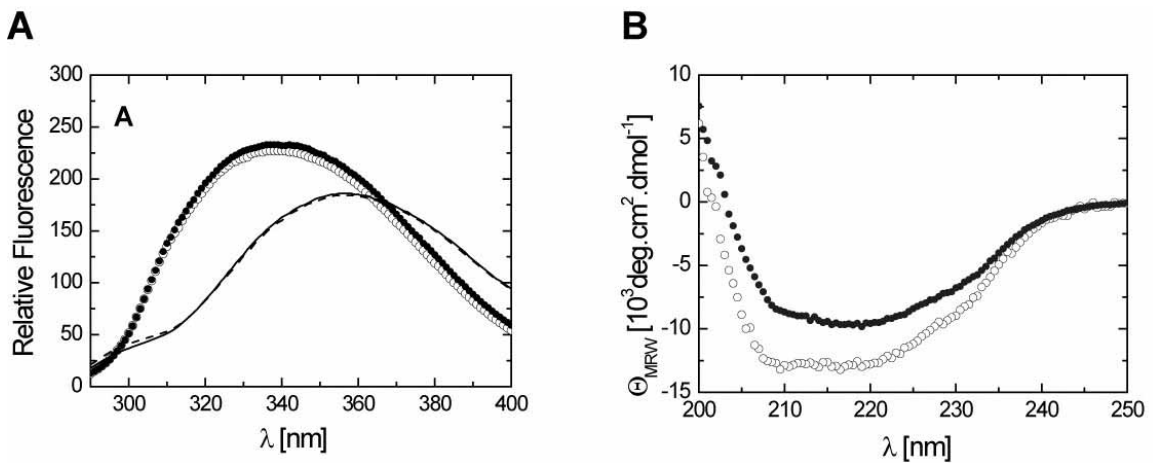 A
B
300
250
200
150
100
50
0
A
Relative Fluorescence
300 320 340 360 380 400
λ [nm]
10
5
0
-5
-10
-15
Θ_MRW [10³deg.cm².dmol⁻¹]
200 210 220 230 240 250
λ [nm]